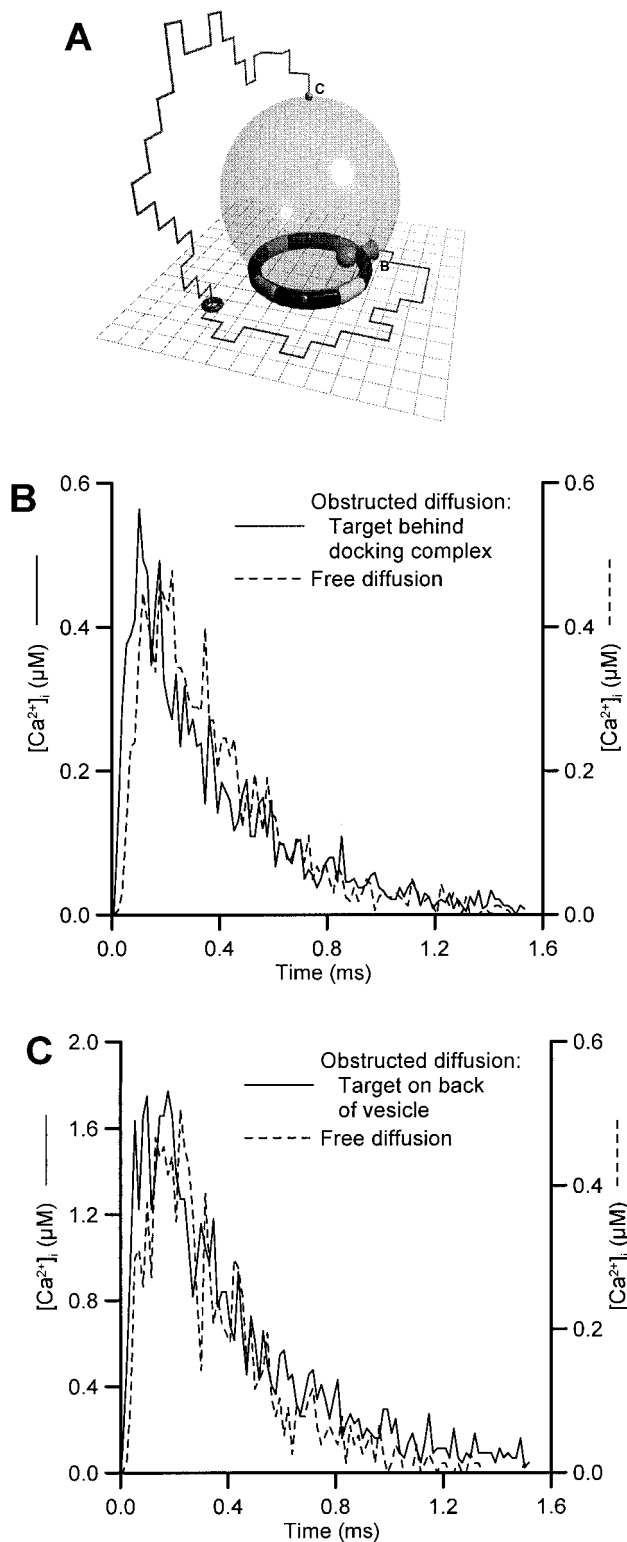 A
C
B
B
0.6
0.4
0.2
0.0
[Ca²⁺]ᵢ (µM)
Obstructed diffusion:
Target behind
docking complex
Free diffusion
0.6
0.4
0.2
0.0
[Ca²⁺]ᵢ (µM)
0.0 0.4 0.8 1.2 1.6
Time (ms)
C
2.0
1.6
1.2
0.8
0.4
0.0
[Ca²⁺]ᵢ (µM)
Obstructed diffusion:
Target on back
of vesicle
Free diffusion
0.6
0.4
0.2
0.0
[Ca²⁺]ᵢ (µM)
0.0 0.4 0.8 1.2 1.6
Time (ms)